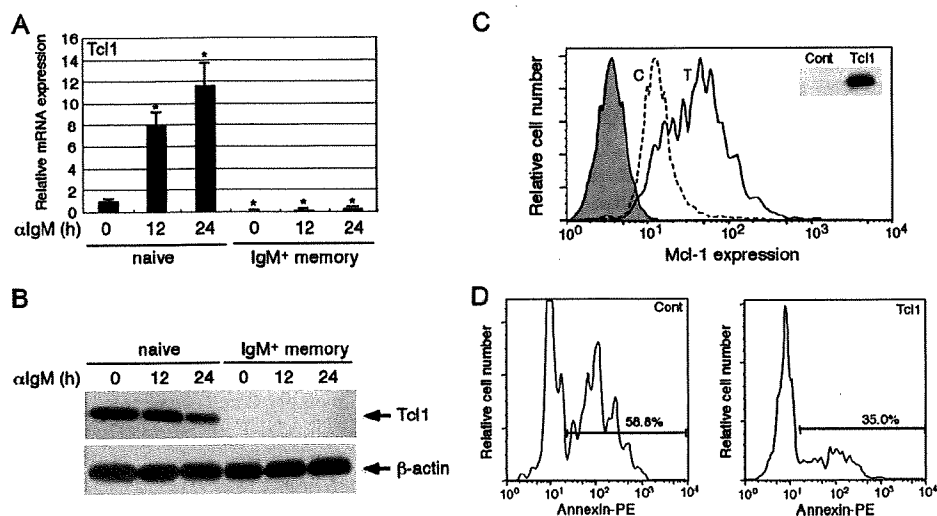 A
Tcl1
Relative mRNA expression
16
14
12
10
8
6
4
2
0
*
*
*
*
*
αIgM (h)
0 12 24 0 12 24
naive IgM+ memory
B
naive IgM+ memory
αIgM (h) 0 12 24 0 12 24
Tcl1
β-actin
C
Relative cell number
C T
Cont Tcl1
10^0 10^1 10^2 10^3 10^4
Mcl-1 expression
D
Relative cell number
Cont
58.8%
10^0 10^1 10^2 10^3 10^4
Annexin-PE
Relative cell number
Tcl1
35.0%
10^0 10^1 10^2 10^3 10^4
Annexin-PE